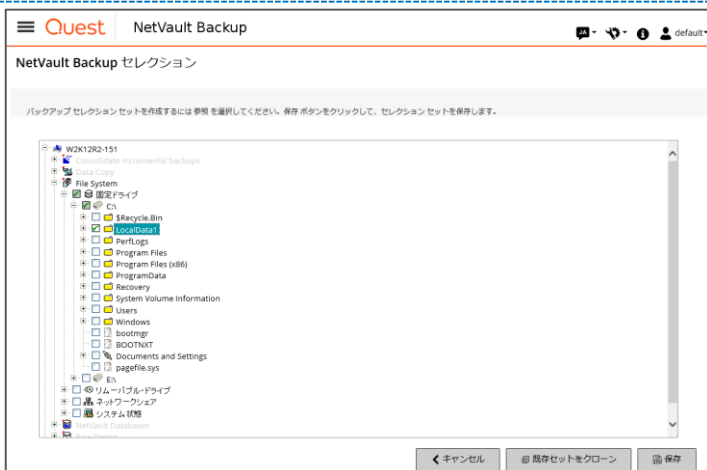 Quest NetVault Backup
JA
default
NetVault Backup セレクション
バックアップ セレクション セットを作成するには 参照 を選択してください。保存 ボタンをクリックして、セレクション セットを保存します。
W2K12R2-151
Consolidate Incremental Backups
Data Copy
File System
固定ドライブ
C:\
$Recycle.Bin
LocalData1
PerfLogs
Program Files
Program Files (x86)
ProgramData
Recovery
System Volume Information
Users
Windows
bootmgr
BOOTNXT
Documents and Settings
pagefile.sys
E:\
リムーバブル・ドライブ
ネットワークシェア
システム状態
NetVault Databases
キャンセル
既存セットをクローン
保存